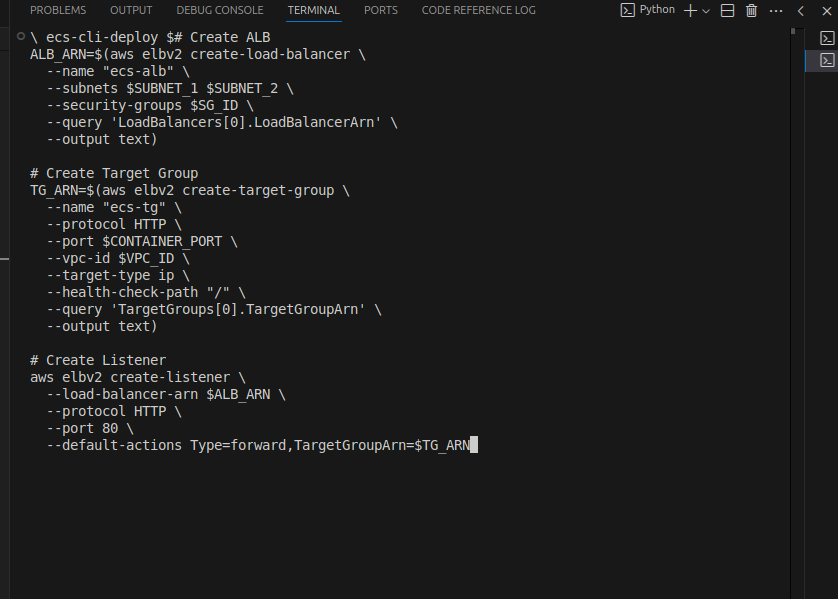 PROBLEMS OUTPUT DEBUG CONSOLE TERMINAL PORTS CODE REFERENCE LOG Python
\ ecs-cli-deploy $# Create ALB
ALB_ARN=$(aws elbv2 create-load-balancer \
  --name "ecs-alb" \
  --subnets $SUBNET_1 $SUBNET_2 \
  --security-groups $SG_ID \
  --query 'LoadBalancers[0].LoadBalancerArn' \
  --output text)

# Create Target Group
TG_ARN=$(aws elbv2 create-target-group \
  --name "ecs-tg" \
  --protocol HTTP \
  --port $CONTAINER_PORT \
  --vpc-id $VPC_ID \
  --target-type ip \
  --health-check-path "/" \
  --query 'TargetGroups[0].TargetGroupArn' \
  --output text)

# Create Listener
aws elbv2 create-listener \
  --load-balancer-arn $ALB_ARN \
  --protocol HTTP \
  --port 80 \
  --default-actions Type=forward,TargetGroupArn=$TG_ARN